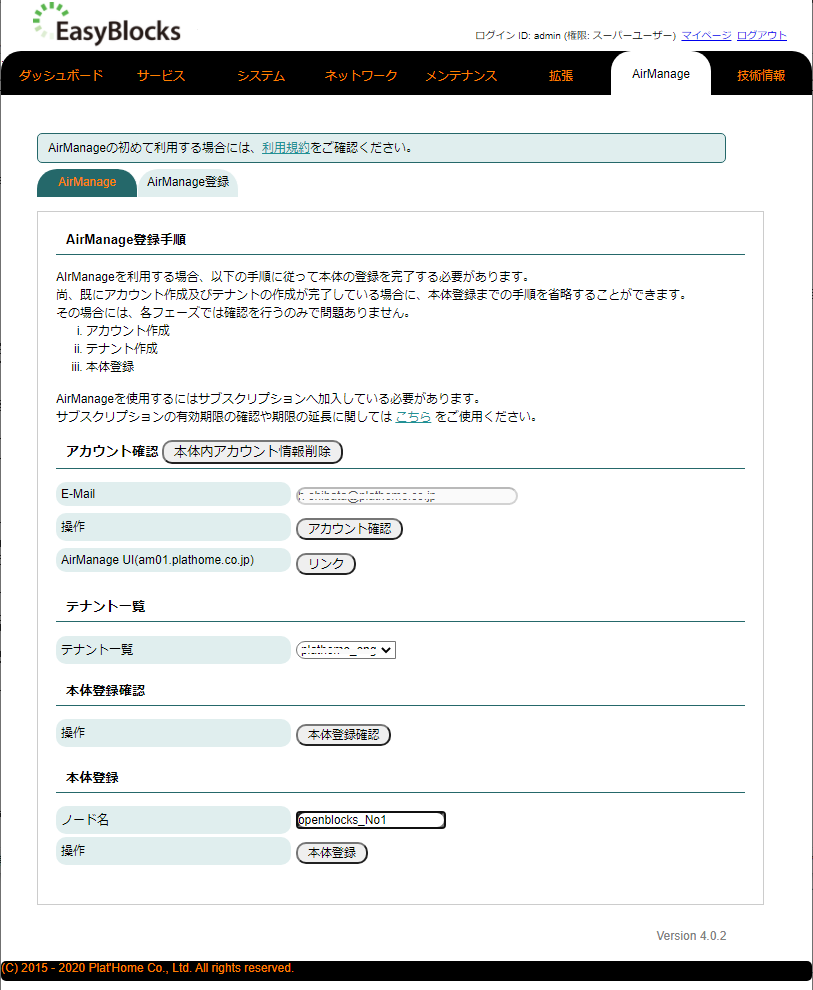 EasyBlocks
ログイン ID: admin (権限: スーパーユーザー) マイページ ログアウト
ダッシュボード サービス システム ネットワーク メンテナンス 拡張 AirManage 技術情報
AirManageの初めて利用する場合には、利用規約をご確認ください。
AirManage AirManage登録
AirManage登録手順
AIrManageを利用する場合、以下の手順に従って本体の登録を完了する必要があります。
尚、既にアカウント作成及びテナントの作成が完了している場合に、本体登録までの手順を省略することができます。
その場合には、各フェーズでは確認を行うのみで問題ありません。
i. アカウント作成
ii. テナント作成
iii. 本体登録
AirManageを使用するにはサブスクリプションへ加入している必要があります。
サブスクリプションの有効期限の確認や期限の延長に関しては こちら をご使用ください。
アカウント確認 本体内アカウント情報削除
E-Mail
操作 アカウント確認
AirManage UI(am01.plathome.co.jp) リンク
テナント一覧
テナント一覧
本体登録確認
操作 本体登録確認
本体登録
ノード名 openblocks_No1
操作 本体登録
Version 4.0.2
(C) 2015 - 2020 Plat'Home Co., Ltd. All rights reserved.